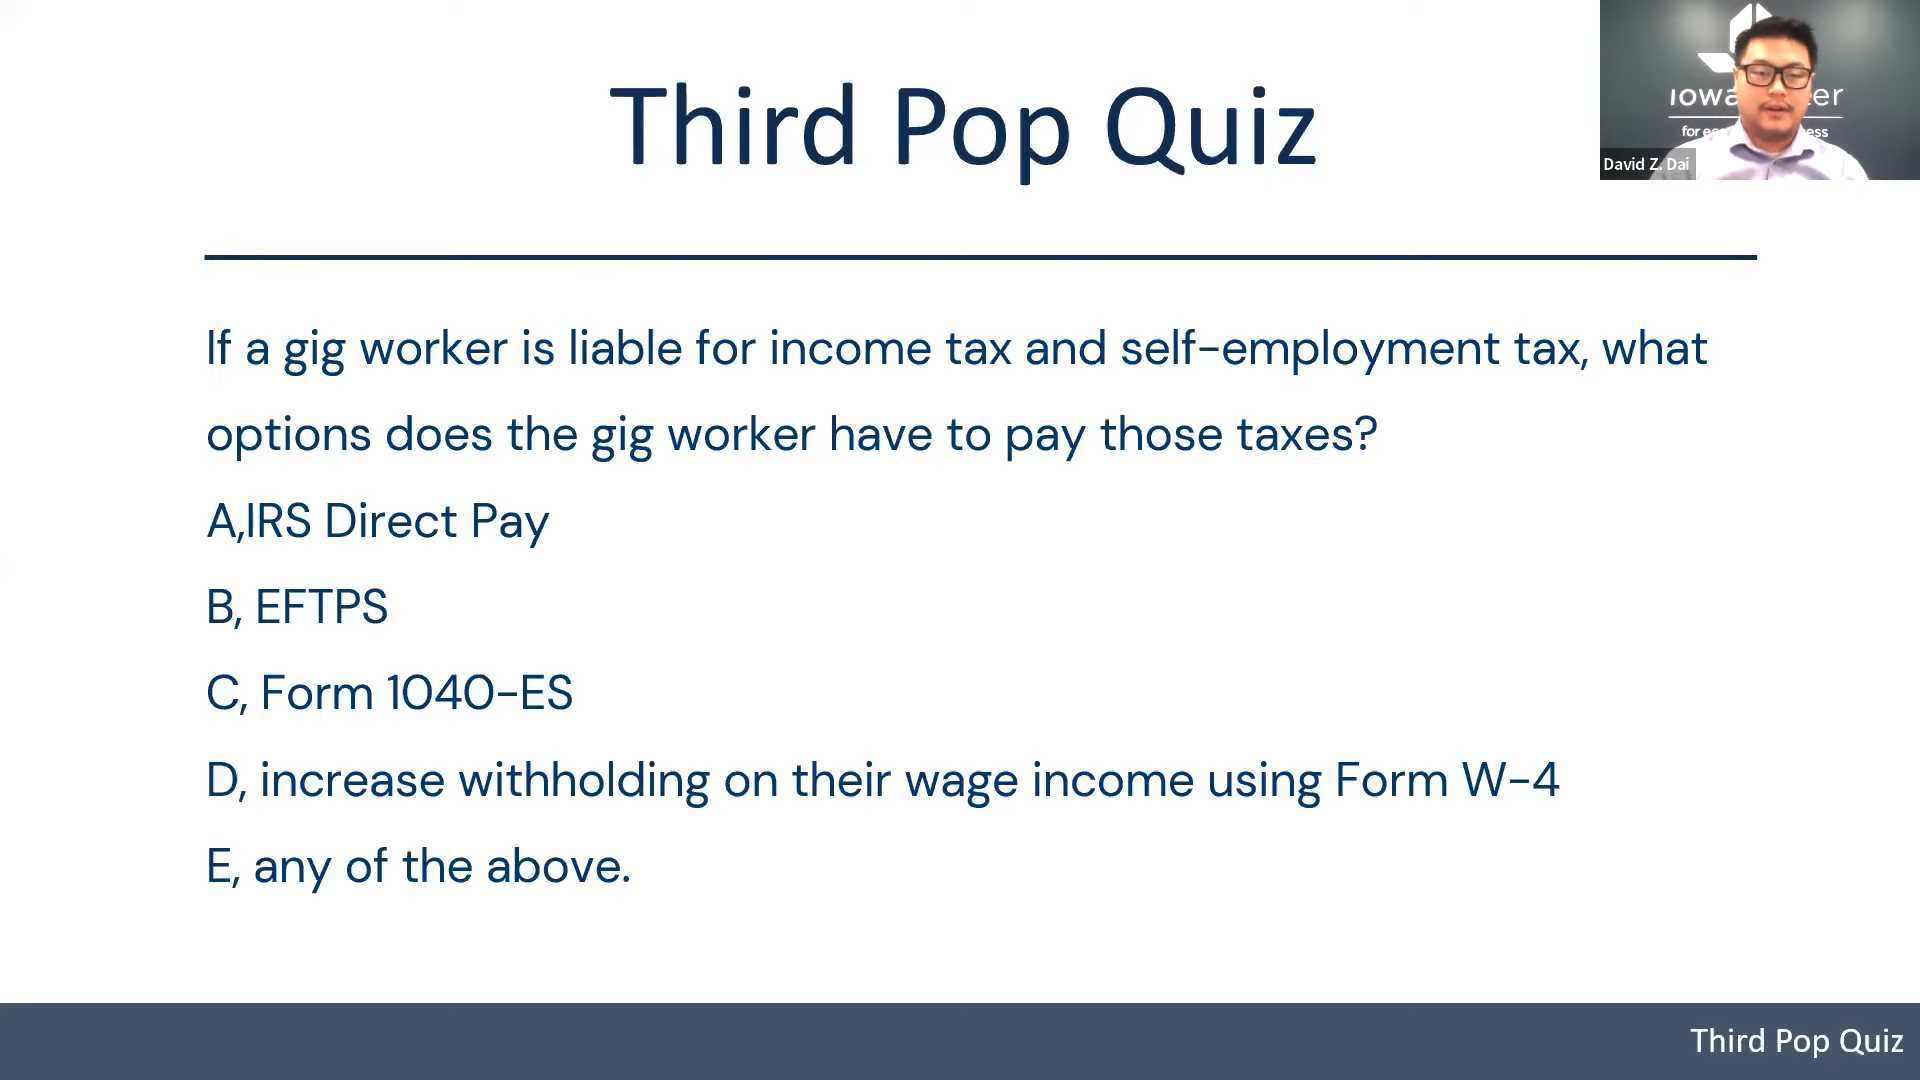 Third Pop Quiz
David Z. Dai
If a gig worker is liable for income tax and self-employment tax, what
options does the gig worker have to pay those taxes?
A,IRS Direct Pay
B, EFTPS
C, Form 1040-ES
D, increase withholding on their wage income using Form W-4
E, any of the above.
Third Pop Quiz